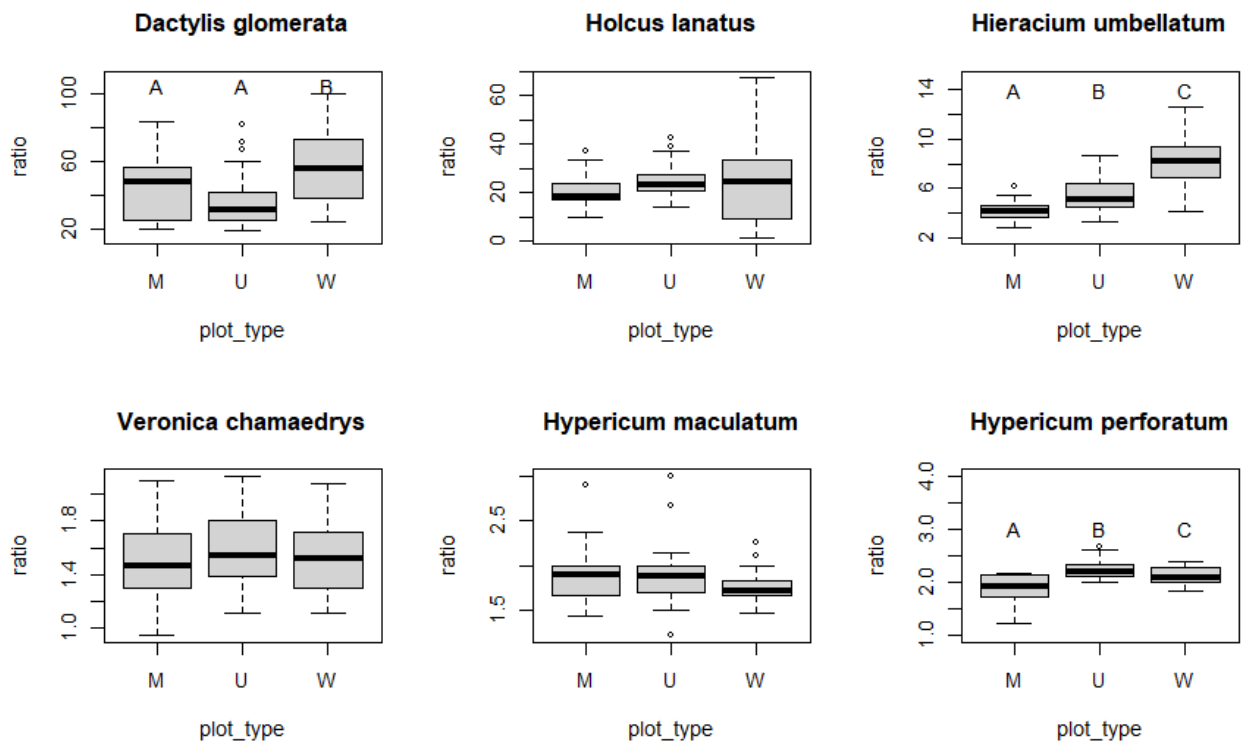 Dactylis glomerata
ratio
100
60
20
A
A
B
M
U
W
plot_type
Holcus lanatus
ratio
60
40
20
0
M
U
W
plot_type
Hieracium umbellatum
ratio
14
10
6
2
A
B
C
M
U
W
plot_type
Veronica chamaedrys
ratio
1.8
1.4
1.0
M
U
W
plot_type
Hypericum maculatum
ratio
2.5
1.5
M
U
W
plot_type
Hypericum perforatum
ratio
4.0
3.0
2.0
1.0
A
B
C
M
U
W
plot_type